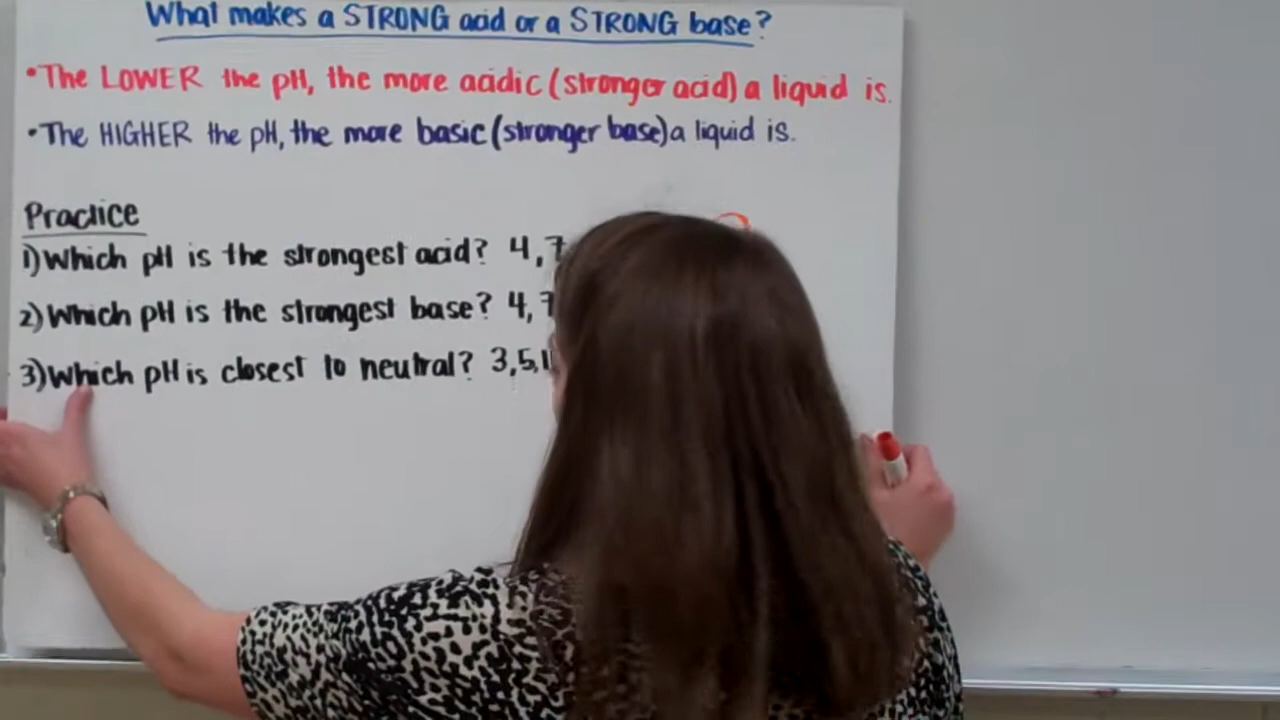 What makes a STRONG acid or a STRONG base?
•The LOWER the pH, the more acidic (stronger acid) a liquid is.
•The HIGHER the pH, the more basic (stronger base) a liquid is.
Practice
1) Which pH is the strongest acid? 4, 7
2) Which pH is the strongest base? 4, 7
3) Which pH is closest to neutral? 3, 5,